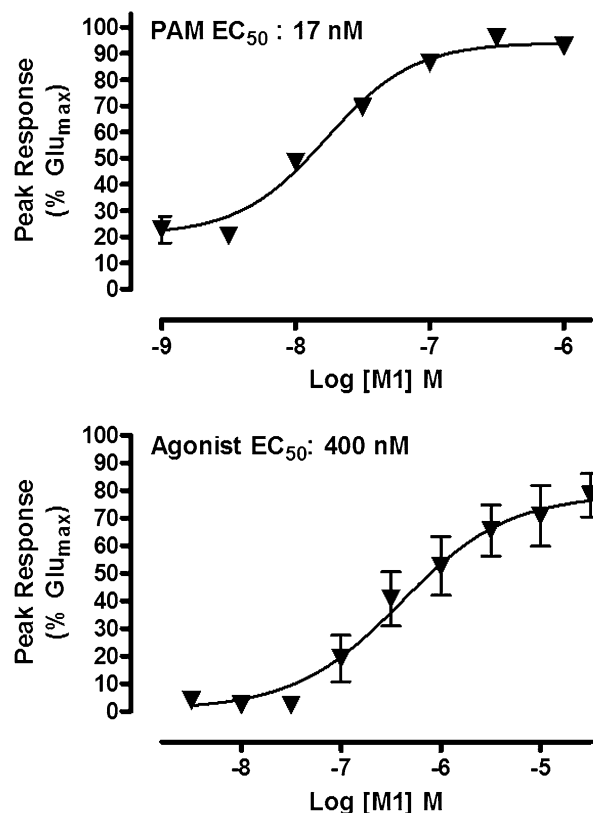 PAM EC50 : 17 nM
Peak Response
(% Glumax)
100
90
80
70
60
50
40
30
20
10
0
-9 -8 -7 -6
Log [M1] M
Agonist EC50: 400 nM
Peak Response
(% Glumax)
100
90
80
70
60
50
40
30
20
10
0
-8 -7 -6 -5
Log [M1] M